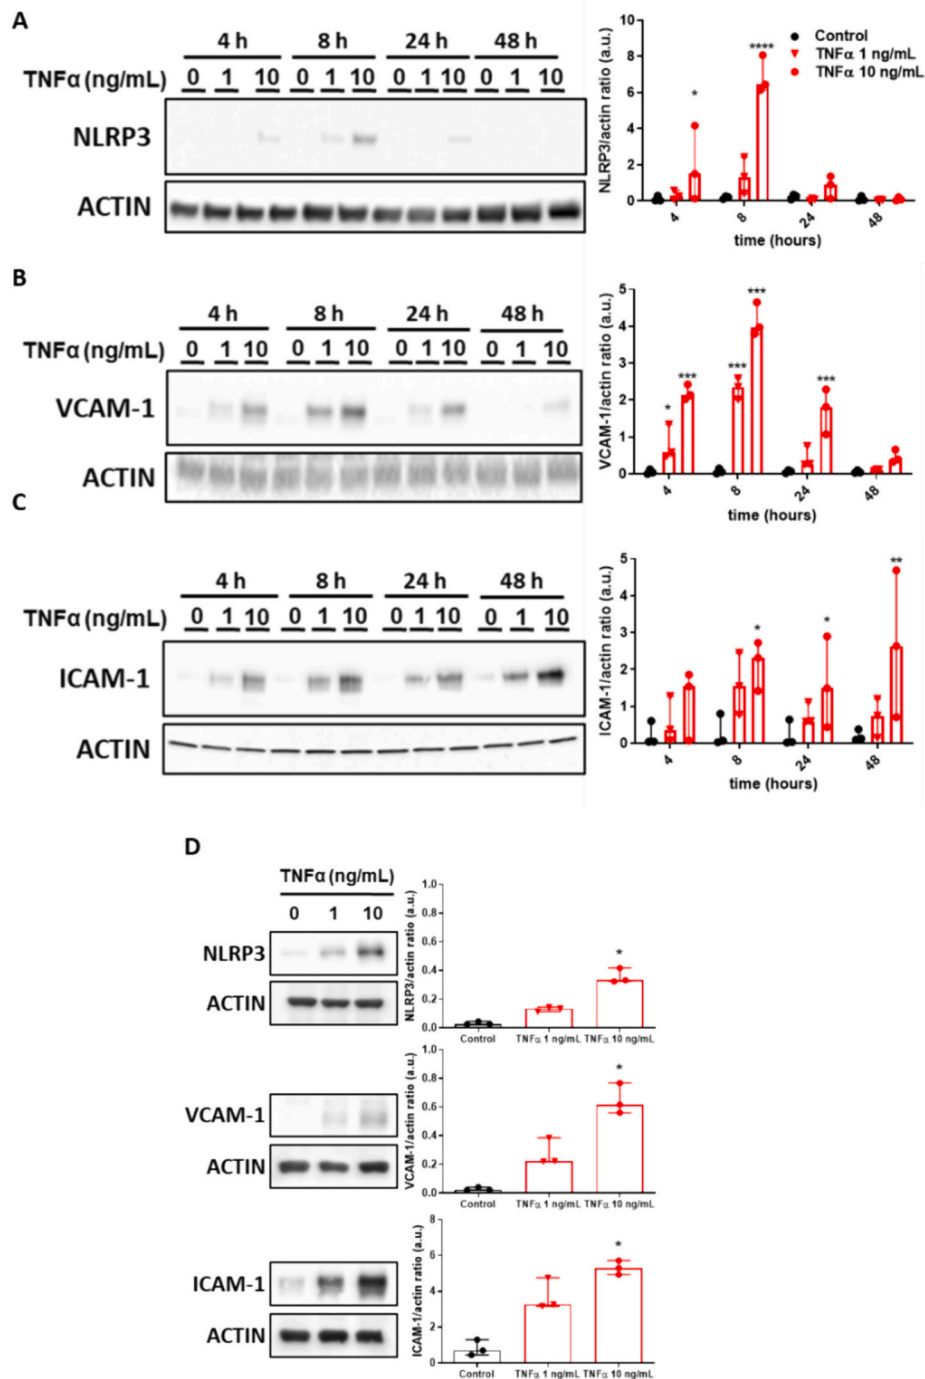 A
4 h 8 h 24 h 48 h
TNFα (ng/mL) 0 1 10 0 1 10 0 1 10 0 1 10
NLRP3
ACTIN
NLRP3/actin ratio (a.u.)
10
8
6
4
2
0
* ****
Control
TNFα 1 ng/mL
TNFα 10 ng/mL
4 8 24 48
time (hours)
B
4 h 8 h 24 h 48 h
TNFα (ng/mL) 0 1 10 0 1 10 0 1 10 0 1 10
VCAM-1
ACTIN
VCAM-1/actin ratio (a.u.)
5
4
3
2
1
0
* *** *** *** ***
4 8 24 48
time (hours)
C
4 h 8 h 24 h 48 h
TNFα (ng/mL) 0 1 10 0 1 10 0 1 10 0 1 10
ICAM-1
ACTIN
ICAM-1/actin ratio (a.u.)
5
4
3
2
1
0
* * **
4 8 24 48
time (hours)
D
TNFα (ng/mL)
0 1 10
NLRP3
ACTIN
NLRP3/actin ratio (a.u.)
1.0
0.8
0.6
0.4
0.2
0.0
*
Control TNFα 1 ng/mL TNFα 10 ng/mL
VCAM-1
ACTIN
VCAM-1/actin ratio (a.u.)
1.0
0.8
0.6
0.4
0.2
0.0
*
Control TNFα 1 ng/mL TNFα 10 ng/mL
ICAM-1
ACTIN
ICAM-1/actin ratio (a.u.)
8
6
4
2
0
*
Control TNFα 1 ng/mL TNFα 10 ng/mL